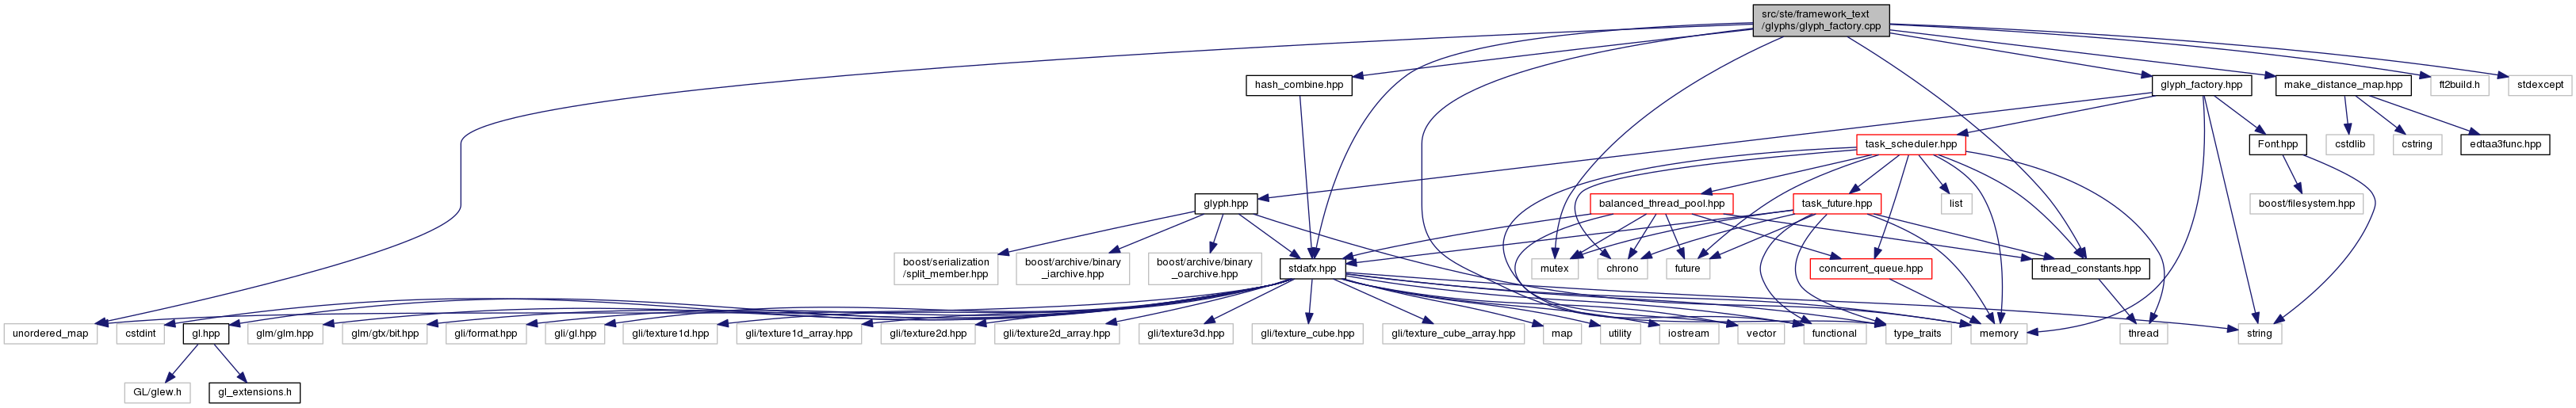 src/ste/framework_text
/glyphs/glyph_factory.cpp
hash_combine.hpp
glyph_factory.hpp
make_distance_map.hpp
ft2build.h
stdexcept
task_scheduler.hpp
Font.hpp
cstdlib
cstring
edtaa3func.hpp
glyph.hpp
balanced_thread_pool.hpp
task_future.hpp
list
boost/filesystem.hpp
boost/serialization
/split_member.hpp
boost/archive/binary
_iarchive.hpp
boost/archive/binary
_oarchive.hpp
stdafx.hpp
mutex
chrono
future
concurrent_queue.hpp
thread_constants.hpp
unordered_map
cstdint
gl.hpp
glm/glm.hpp
glm/gtx/bit.hpp
gli/format.hpp
gli/gl.hpp
gli/texture1d.hpp
gli/texture1d_array.hpp
gli/texture2d.hpp
gli/texture2d_array.hpp
gli/texture3d.hpp
gli/texture_cube.hpp
gli/texture_cube_array.hpp
map
utility
iostream
vector
functional
type_traits
memory
thread
string
GL/glew.h
gl_extensions.h